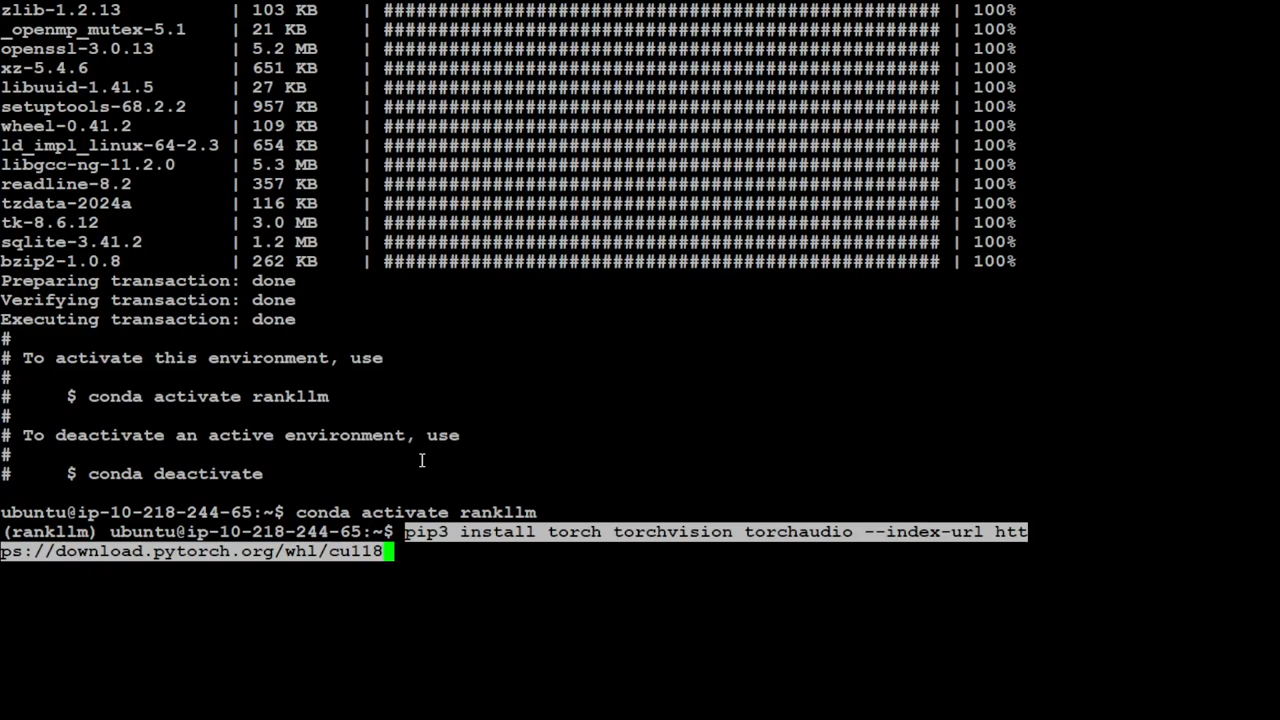 zlib-1.2.13 | 103 KB | ################################################### | 100%
_openmp_mutex-5.1 | 21 KB | ################################################### | 100%
openssl-3.0.13 | 5.2 MB | ################################################### | 100%
xz-5.4.6 | 651 KB | ################################################### | 100%
libuuid-1.41.5 | 27 KB | ################################################### | 100%
setuptools-68.2.2 | 957 KB | ################################################### | 100%
wheel-0.41.2 | 109 KB | ################################################### | 100%
ld_impl_linux-64-2.3 | 654 KB | ################################################### | 100%
libgcc-ng-11.2.0 | 5.3 MB | ################################################### | 100%
readline-8.2 | 357 KB | ################################################### | 100%
tzdata-2024a | 116 KB | ################################################### | 100%
tk-8.6.12 | 3.0 MB | ################################################### | 100%
sqlite-3.41.2 | 1.2 MB | ################################################### | 100%
bzip2-1.0.8 | 262 KB | ################################################### | 100%
Preparing transaction: done
Verifying transaction: done
Executing transaction: done
#
# To activate this environment, use
#
# $ conda activate rankllm
#
# To deactivate an active environment, use
#
# $ conda deactivate
ubuntu@ip-10-218-244-65:~$ conda activate rankllm
(rankllm) ubuntu@ip-10-218-244-65:~$ pip3 install torch torchvision torchaudio --index-url htt
ps://download.pytorch.org/whl/cu118